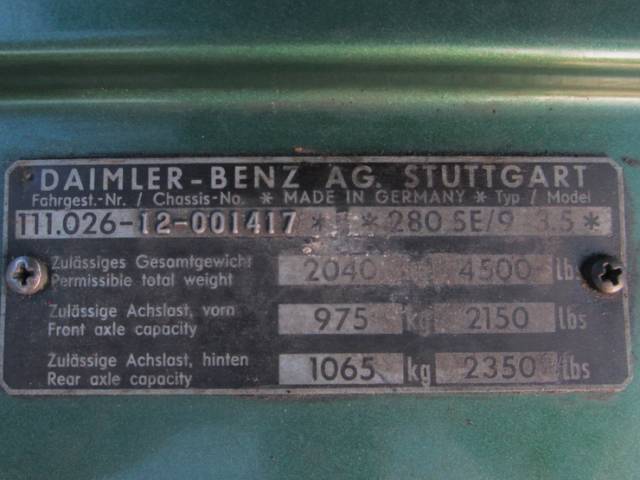 DAIMLER-BENZ AG. STUTTGART
Fahrgest.-Nr. / Chassis-No. * MADE IN GERMANY * Typ / Model
111.026-12-001417 * * 280 SE/9 3.5 *
Zulässiges Gesamtgewicht
Permissible total weight 2040 4500 lbs
Zulässige Achslast, vorn
Front axle capacity 975 kg 2150 lbs
Zulässige Achslast, hinten
Rear axle capacity 1065 kg 2350 lbs